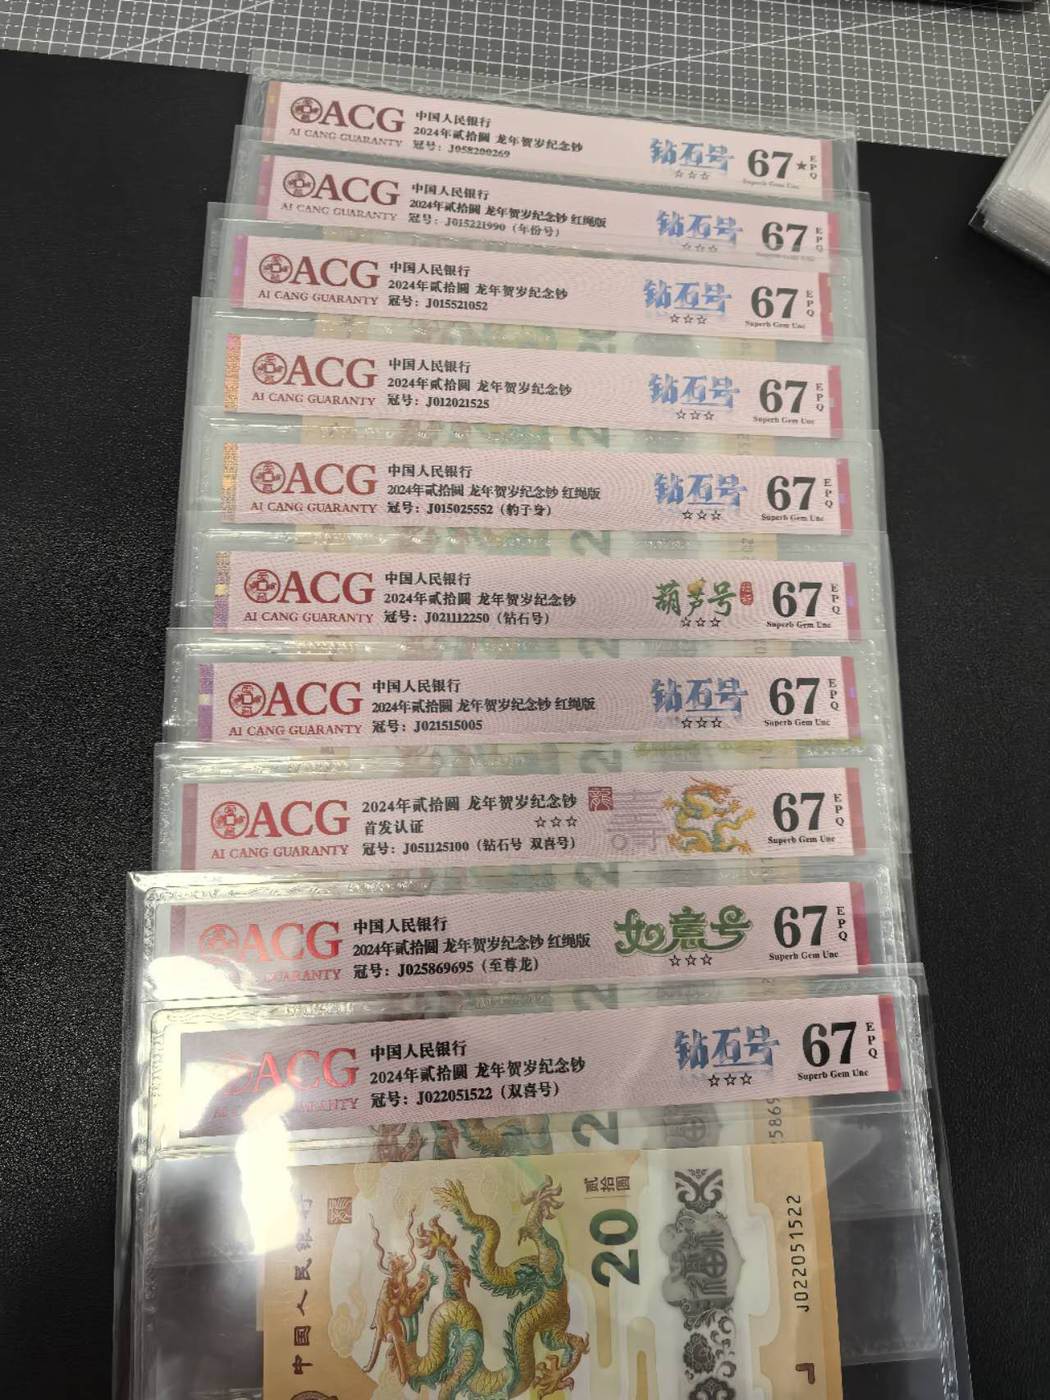 ACG
AI CANG GUARANTY
中国人民银行
2024年贰拾圆 龙年贺岁纪念钞
冠号：J058200269
钻石号
☆☆☆
67★
EPQ
Superb Gem Unc
ACG
AI CANG GUARANTY
中国人民银行
2024年贰拾圆 龙年贺岁纪念钞 红绳版
冠号：J015221990（年份号）
钻石号
☆☆☆
67
EPQ
ACG
AI CANG GUARANTY
中国人民银行
2024年贰拾圆 龙年贺岁纪念钞
冠号：J015521052
钻石号
☆☆☆
67
EPQ
Superb Gem Unc
ACG
AI CANG GUARANTY
中国人民银行
2024年贰拾圆 龙年贺岁纪念钞
冠号：J012021525
钻石号
☆☆☆
67
EPQ
Superb Gem Unc
ACG
AI CANG GUARANTY
中国人民银行
2024年贰拾圆 龙年贺岁纪念钞 红绳版
冠号：J015025552（豹子身）
钻石号
☆☆☆
67
EPQ
Superb Gem Unc
ACG
AI CANG GUARANTY
中国人民银行
2024年贰拾圆 龙年贺岁纪念钞
冠号：J021112250（钻石号）
葫芦号
☆☆☆
67
EPQ
Superb Gem Unc
ACG
AI CANG GUARANTY
中国人民银行
2024年贰拾圆 龙年贺岁纪念钞 红绳版
冠号：J021515005
钻石号
☆☆☆
67
EPQ
Superb Gem Unc
ACG
AI CANG GUARANTY
2024年贰拾圆 龙年贺岁纪念钞
首发认证 ☆☆☆
冠号：J051125100（钻石号 双喜号）
67
EPQ
Superb Gem Unc
ACG
GUARANTY
中国人民银行
2024年贰拾圆 龙年贺岁纪念钞 红绳版
冠号：J025869695（至尊龙）
如意号
☆☆☆
67
EPQ
Superb Gem Unc
ACG
中国人民银行
2024年贰拾圆 龙年贺岁纪念钞
冠号：J022051522（双喜号）
钻石号
☆☆☆
67
EPQ
Superb Gem Unc
中国人民银行
贰拾圆
20
J022051522